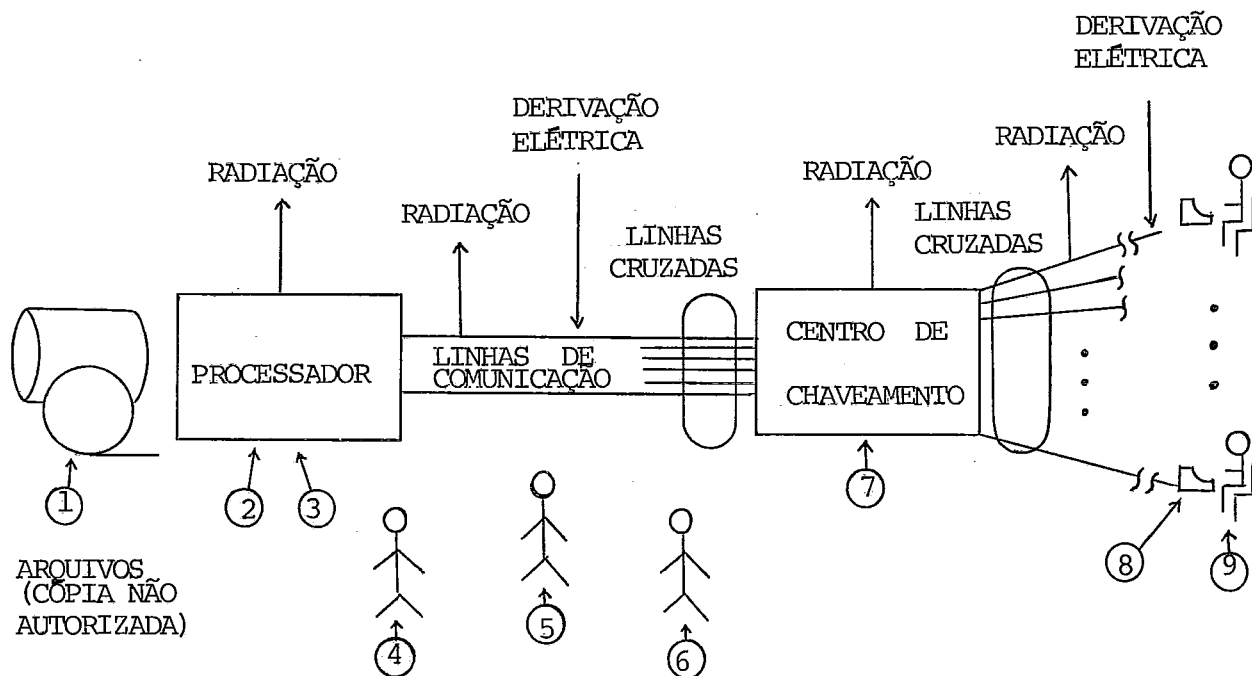 DERIVAÇÃO
ELÉTRICA
DERIVAÇÃO
ELÉTRICA
RADIAÇÃO
RADIAÇÃO
RADIAÇÃO
RADIAÇÃO
LINHAS
CRUZADAS
LINHAS
CRUZADAS
PROCESSADOR
LINHAS DE
COMUNICAÇÃO
CENTRO DE
CHAVEAMENTO
1
2
3
4
5
6
7
8
9
ARQUIVOS
(CÓPIA NÃO
AUTORIZADA)